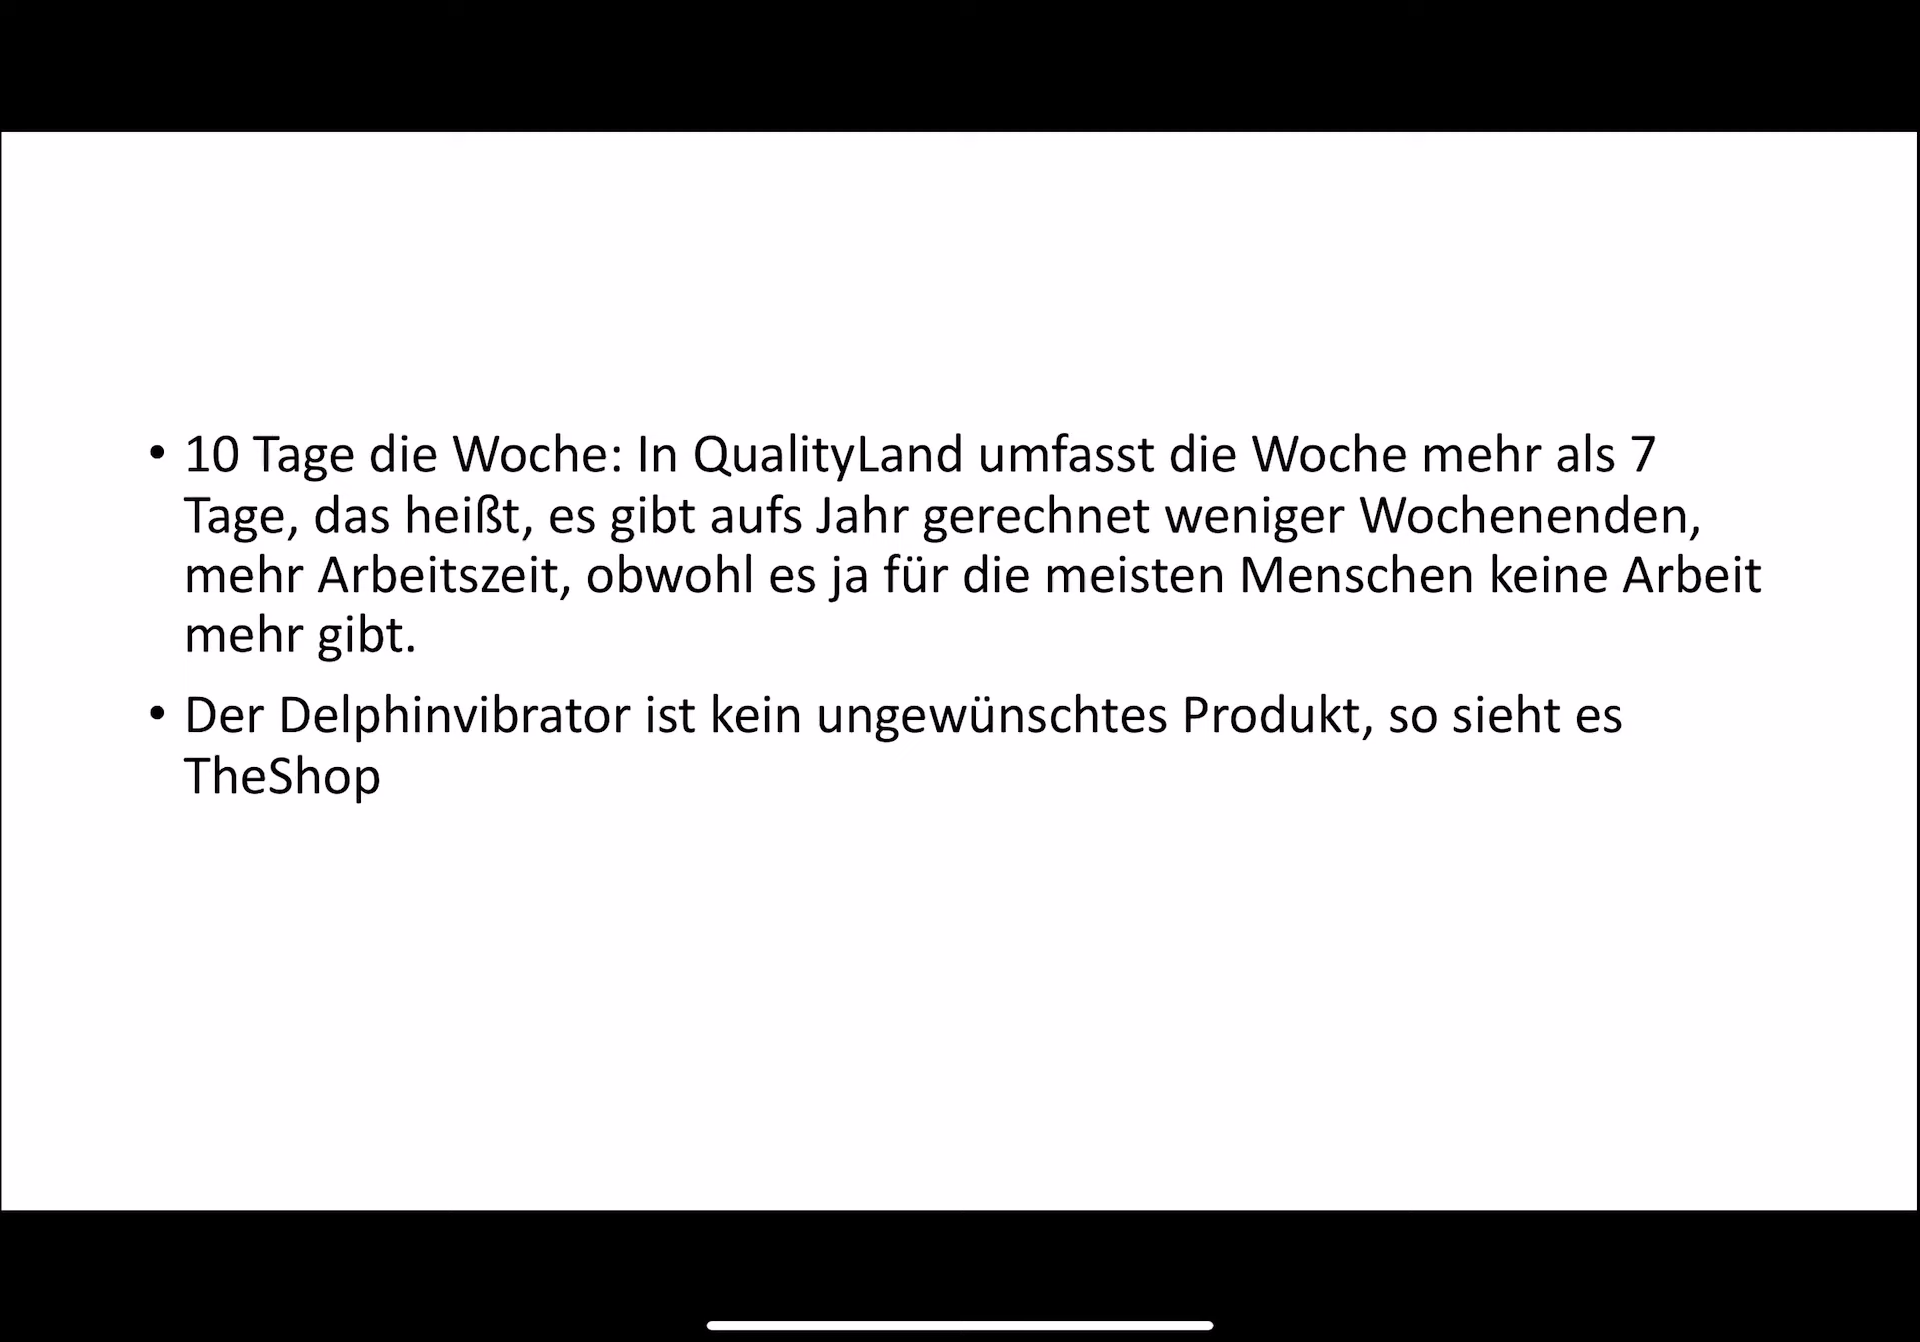 • 10 Tage die Woche: In QualityLand umfasst die Woche mehr als 7
Tage, das heißt, es gibt aufs Jahr gerechnet weniger Wochenenden,
mehr Arbeitszeit, obwohl es ja für die meisten Menschen keine Arbeit
mehr gibt.
• Der Delphinvibrator ist kein ungewünschtes Produkt, so sieht es
TheShop